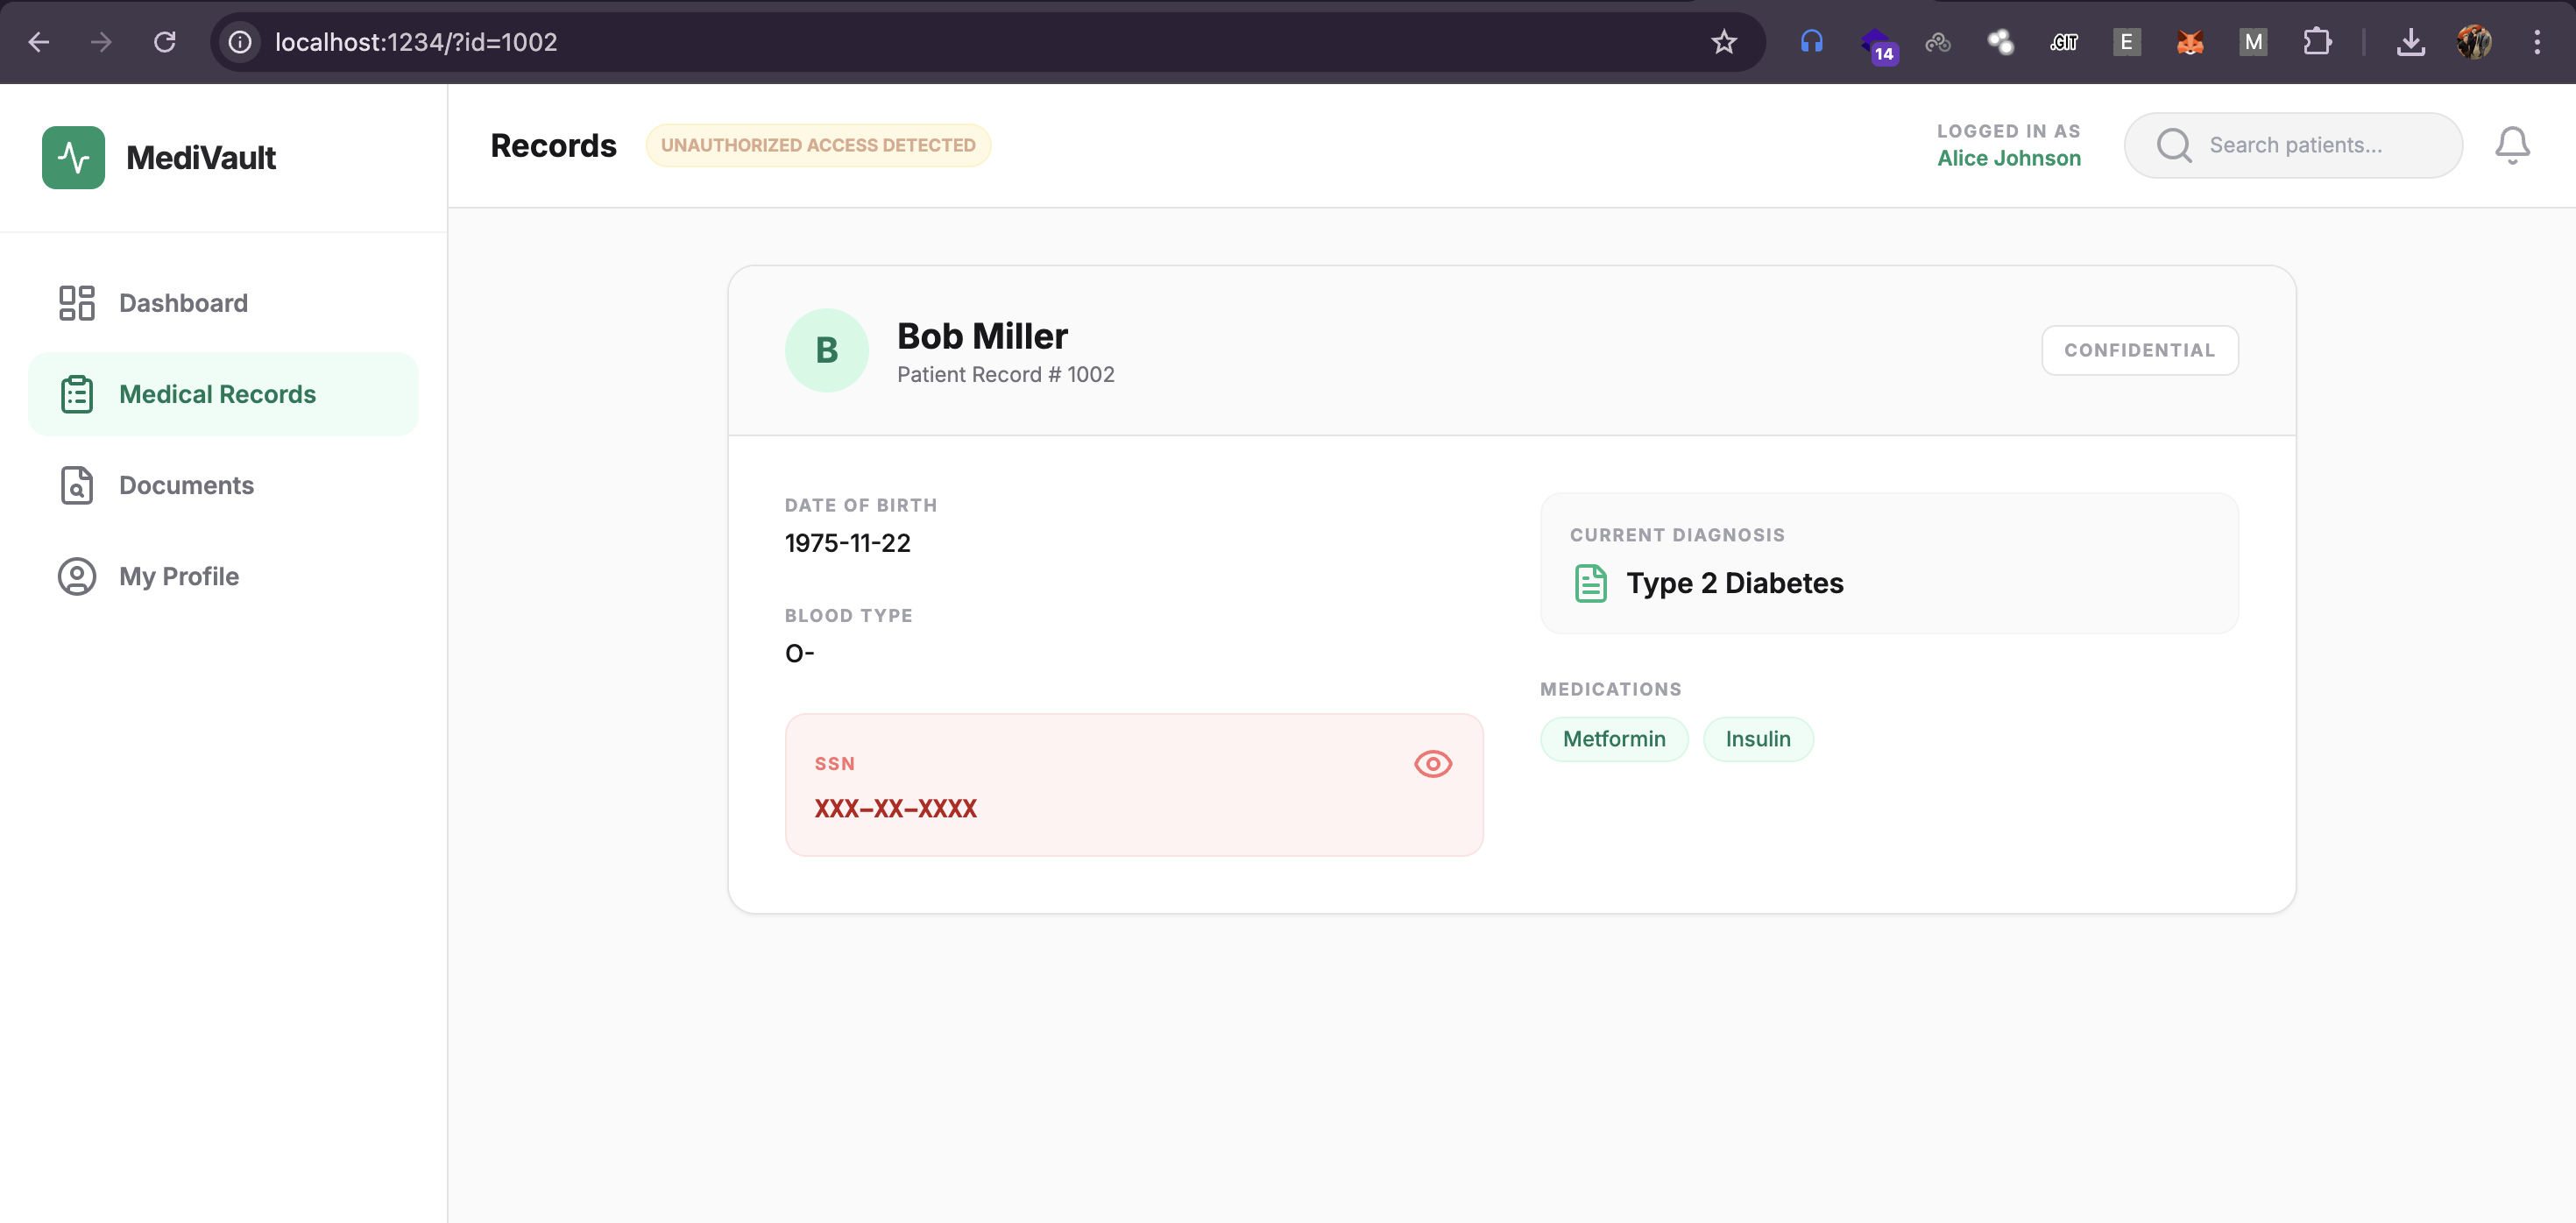 localhost:1234/?id=1002
14
.GIT
E
M
MediVault
Dashboard
Medical Records
Documents
My Profile
Records
UNAUTHORIZED ACCESS DETECTED
LOGGED IN AS
Alice Johnson
Search patients...
B
Bob Miller
Patient Record # 1002
CONFIDENTIAL
DATE OF BIRTH
1975-11-22
BLOOD TYPE
O-
SSN
XXX–XX–XXXX
CURRENT DIAGNOSIS
Type 2 Diabetes
MEDICATIONS
Metformin Insulin